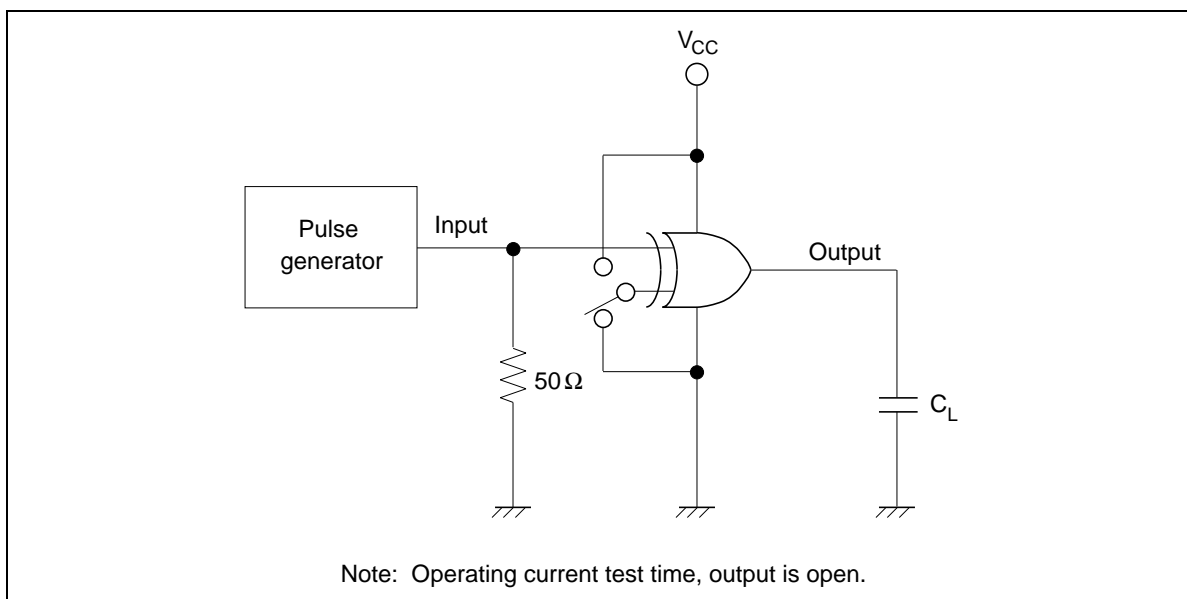 VCC
Pulse
generator
Input
Output
50Ω
CL
Note: Operating current test time, output is open.